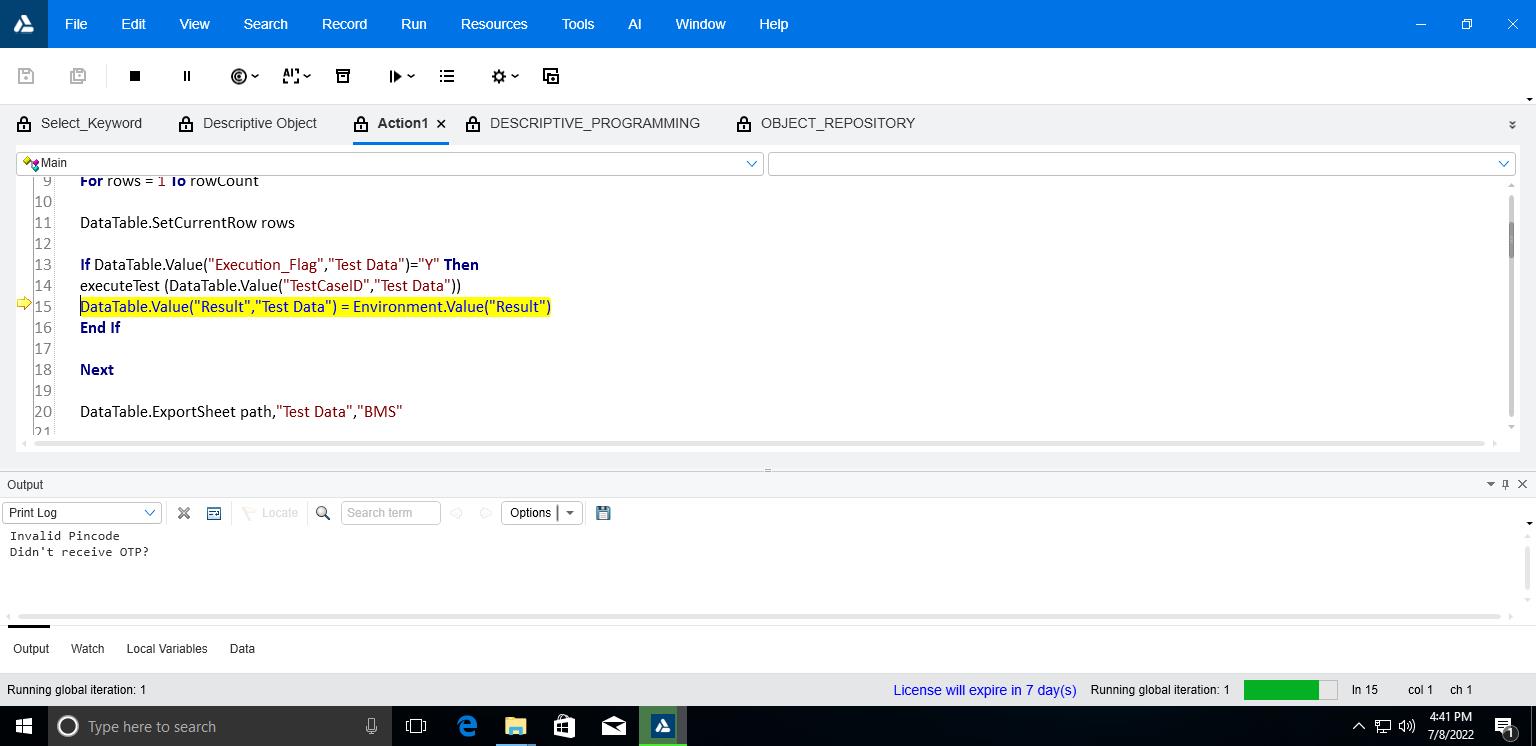 File Edit View Search Record Run Resources Tools AI Window Help
Select_Keyword Descriptive Object Action1 DESCRIPTIVE_PROGRAMMING OBJECT_REPOSITORY
Main
9 For rows = 1 To rowCount
10
11 DataTable.SetCurrentRow rows
12
13 If DataTable.Value("Execution_Flag","Test Data")="Y" Then
14 executeTest (DataTable.Value("TestCaseID","Test Data"))
15 DataTable.Value("Result","Test Data") = Environment.Value("Result")
16 End If
17
18 Next
19
20 DataTable.ExportSheet path,"Test Data","BMS"
21
Output
Print Log Locate Search term Options
Invalid Pincode
Didn't receive OTP?
Output Watch Local Variables Data
Running global iteration: 1 License will expire in 7 day(s) Running global iteration: 1 ln 15 col 1 ch 1
Type here to search
4:41 PM
7/8/2022
1